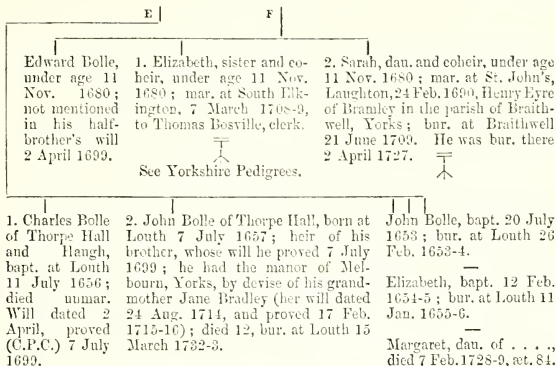 E F
Edward Bolle,
under age 11
Nov. 1680;
not mentioned
in his half-
brother's will
2 April 1699.
1. Elizabeth, sister and co-
heir, under age 11 Nov.
1680; mar. at South Elk-
ington, 7 March 1708-9,
to Thomas Bosville, clerk.
See Yorkshire Pedigrees.
2. Sarah, dau. and coheir, under age
11 Nov. 1680; mar. at St. John's,
Laughton, 24 Feb. 1690, Henry Eyre
of Bramley in the parish of Braith-
well, Yorks; bur. at Braithwell
21 June 1709. He was bur. there
2 April 1727.
1. Charles Bolle
of Thorpe Hall
and Haugh,
bapt. at Louth
11 July 1656;
died unmar.
Will dated 2
April, proved
(C.P.C.) 7 July
1699.
2. John Bolle of Thorpe Hall, born at
Louth 7 July 1657; heir of his
brother, whose will he proved 7 July
1699; he had the manor of Mel-
bourn, Yorks, by devise of his grand-
mother Jane Bradley (her will dated
24 Aug. 1714, and proved 17 Feb.
1715-16); died 12, bur. at Louth 15
March 1732-3.
John Bolle, bapt. 20 July
1653; bur. at Louth 26
Feb. 1653-4.
Elizabeth, bapt. 12 Feb.
1654-5; bur. at Louth 11
Jan. 1655-6.
Margaret, dau. of . . . .,
died 7 Feb. 1728-9, æt. 84.